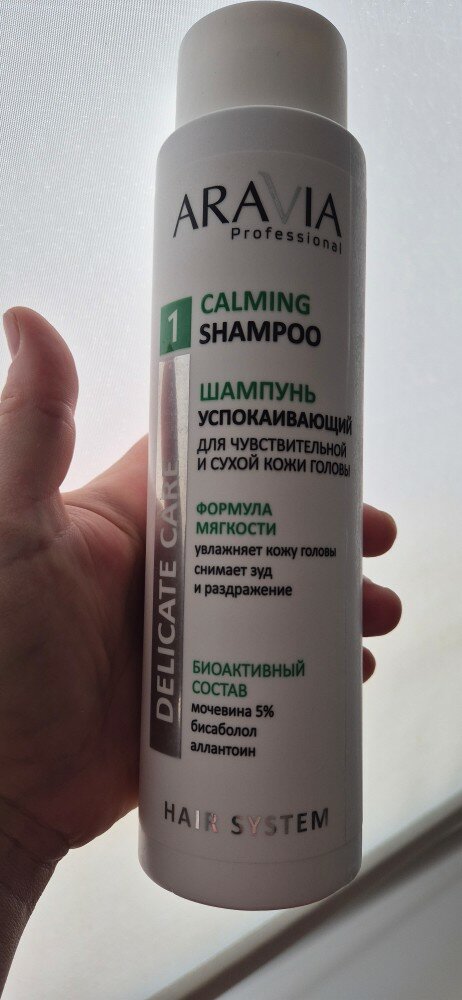 ARAVIA
Professional
1
CALMING
SHAMPOO
ШАМПУНЬ
УСПОКАИВАЮЩИЙ
ДЛЯ ЧУВСТВИТЕЛЬНОЙ
И СУХОЙ КОЖИ ГОЛОВЫ
ФОРМУЛА
МЯГКОСТИ
увлажняет кожу головы
снимает зуд
и раздражение
DELICATE CARE
БИОАКТИВНЫЙ
СОСТАВ
мочевина 5%
бисаболол
аллантоин
HAIR SYSTEM